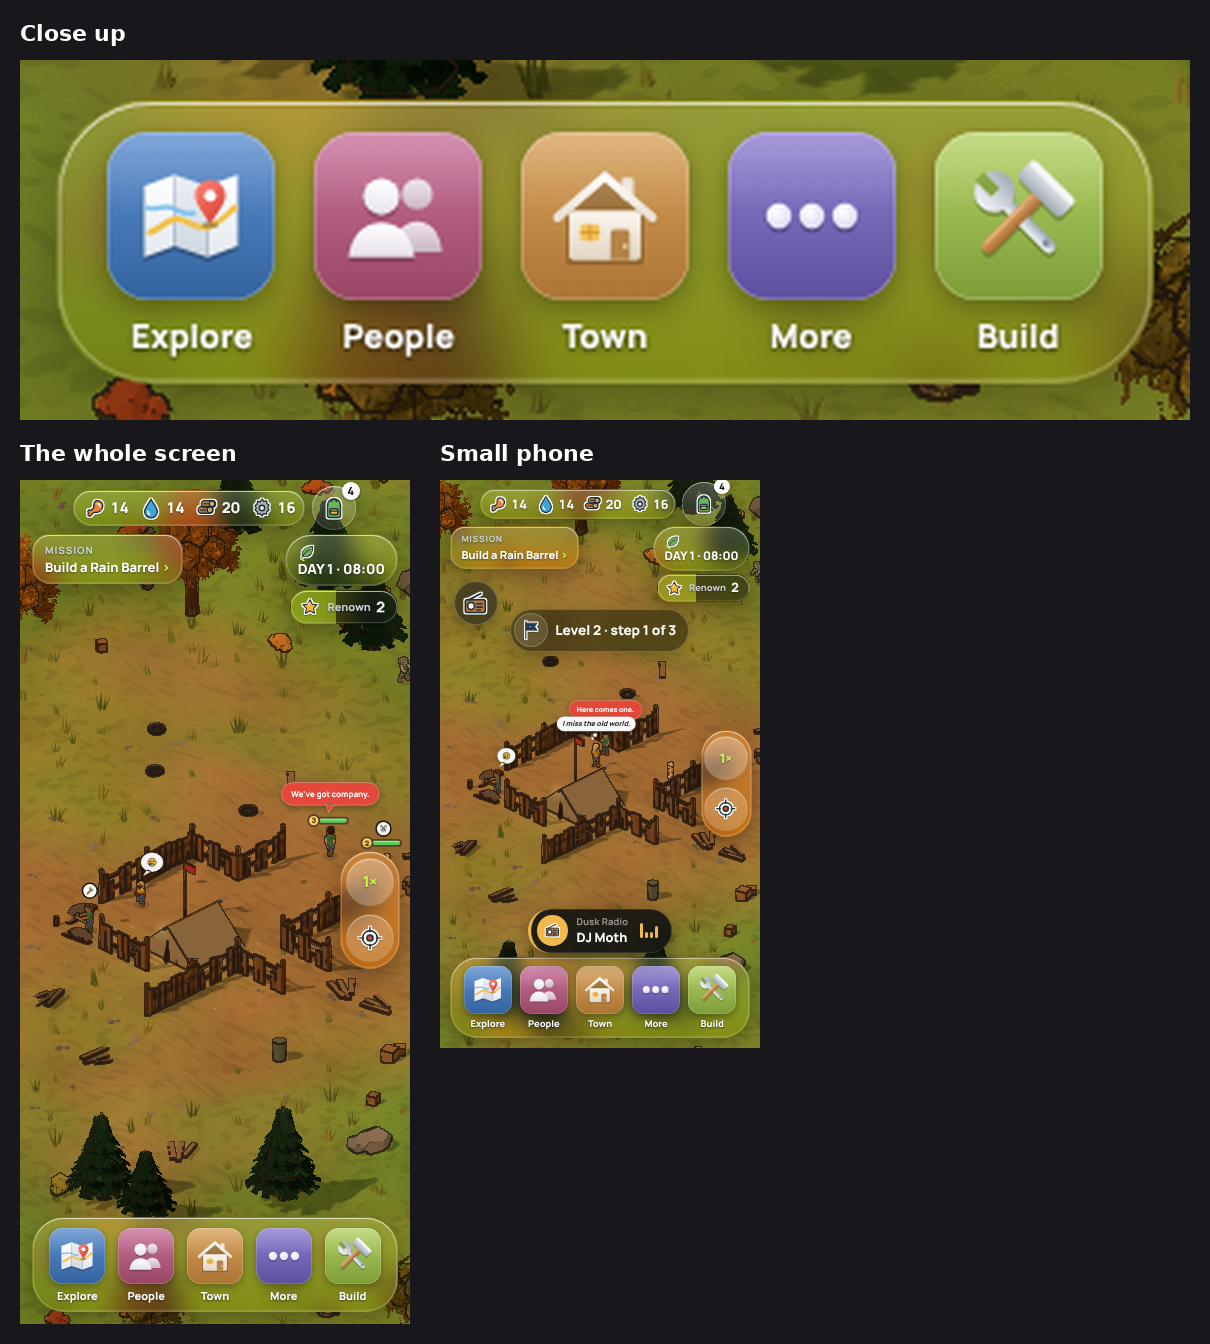 Close up
Explore People Town More Build
The whole screen
14 14 20 16
4
MISSION
Build a Rain Barrel ›
DAY 1 · 08:00
Renown 2
We've got company.
3
2
1×
Explore People Town More Build
Small phone
14 14 20 16
4
MISSION
Build a Rain Barrel ›
DAY 1 · 08:00
Renown 2
Level 2 · step 1 of 3
Here comes one.
I miss the old world.
1×
Dusk Radio
DJ Moth
Explore People Town More Build